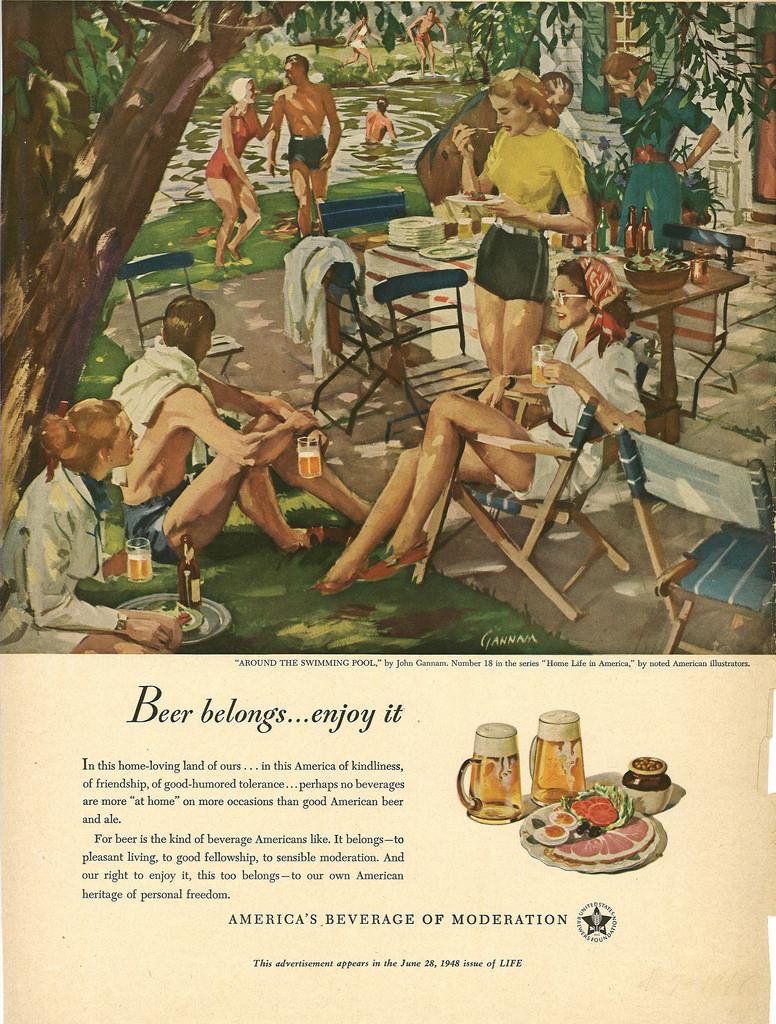 GANNAM
"AROUND THE SWIMMING POOL," by John Gannam. Number 18 in the series "Home Life in America," by noted American illustrators.
Beer belongs...enjoy it
In this home-loving land of ours . . . in this America of kindliness,
of friendship, of good-humored tolerance...perhaps no beverages
are more "at home" on more occasions than good American beer
and ale.
For beer is the kind of beverage Americans like. It belongs—to
pleasant living, to good fellowship, to sensible moderation. And
our right to enjoy it, this too belongs—to our own American
heritage of personal freedom.
AMERICA'S BEVERAGE OF MODERATION
UNITED STATES BREWERS FOUNDATION
This advertisement appears in the June 28, 1948 issue of LIFE